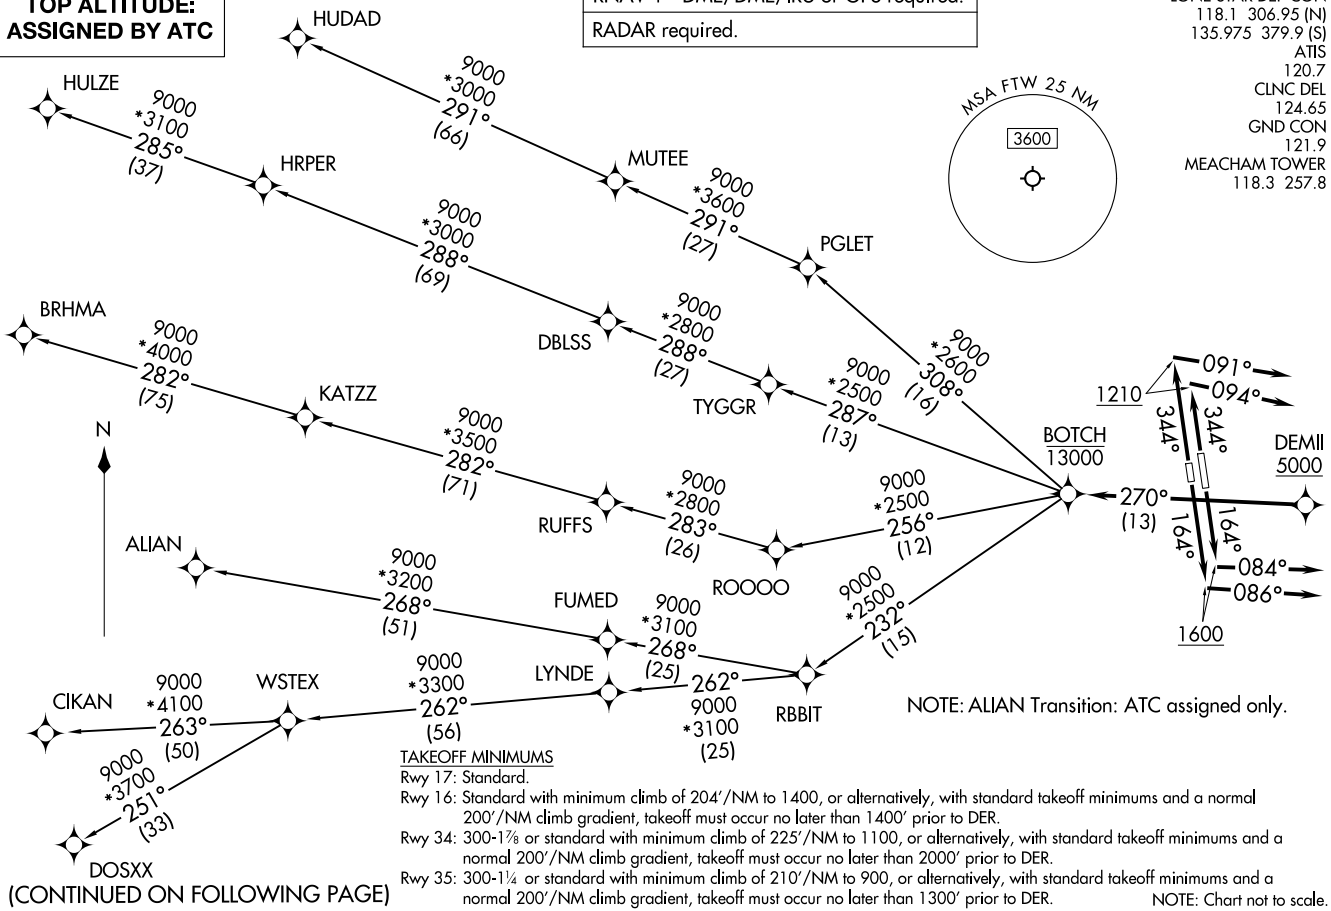 TOP ALTITUDE:
ASSIGNED BY ATC
RADAR required.
118.1 306.95 (N)
135.975 379.9 (S)
ATIS
120.7
CLNC DEL
124.65
GND CON
121.9
MEACHAM TOWER
118.3 257.8
MSA FTW 25 NM
3600
HUDAD
9000
*3000
291°
(66)
HULZE
9000
*3100
285°
(37)
HRPER
MUTEE
9000
*3600
291°
(27)
PGLET
9000
*3000
288°
(69)
BRHMA
9000
*4000
282°
(75)
DBLSS
9000
*2800
288°
(27)
TYGGR
9000
*2600
308°
(16)
9000
*2500
287°
(13)
KATZZ
9000
*3500
282°
(71)
N
BOTCH
13000
1210
091°
094°
344°
344°
DEMII
5000
270°
(13)
164°
164°
084°
086°
1600
RUFFS
9000
*2800
283°
(26)
ROOOO
9000
*2500
256°
(12)
ALIAN
9000
*3200
268°
(51)
FUMED
9000
*3100
268°
(25)
9000
*2500
232°
(15)
CIKAN
9000
*4100
263°
(50)
WSTEX
9000
*3300
262°
(56)
LYNDE
262°
9000
*3100
(25)
RBBIT
NOTE: ALIAN Transition: ATC assigned only.
9000
*3700
251°
(33)
DOSXX
(CONTINUED ON FOLLOWING PAGE)
TAKEOFF MINIMUMS
Rwy 17: Standard.
Rwy 16: Standard with minimum climb of 204'/NM to 1400, or alternatively, with standard takeoff minimums and a normal
200'/NM climb gradient, takeoff must occur no later than 1400' prior to DER.
Rwy 34: 300-1⅞ or standard with minimum climb of 225'/NM to 1100, or alternatively, with standard takeoff minimums and a
normal 200'/NM climb gradient, takeoff must occur no later than 2000' prior to DER.
Rwy 35: 300-1¼ or standard with minimum climb of 210'/NM to 900, or alternatively, with standard takeoff minimums and a
normal 200'/NM climb gradient, takeoff must occur no later than 1300' prior to DER.
NOTE: Chart not to scale.